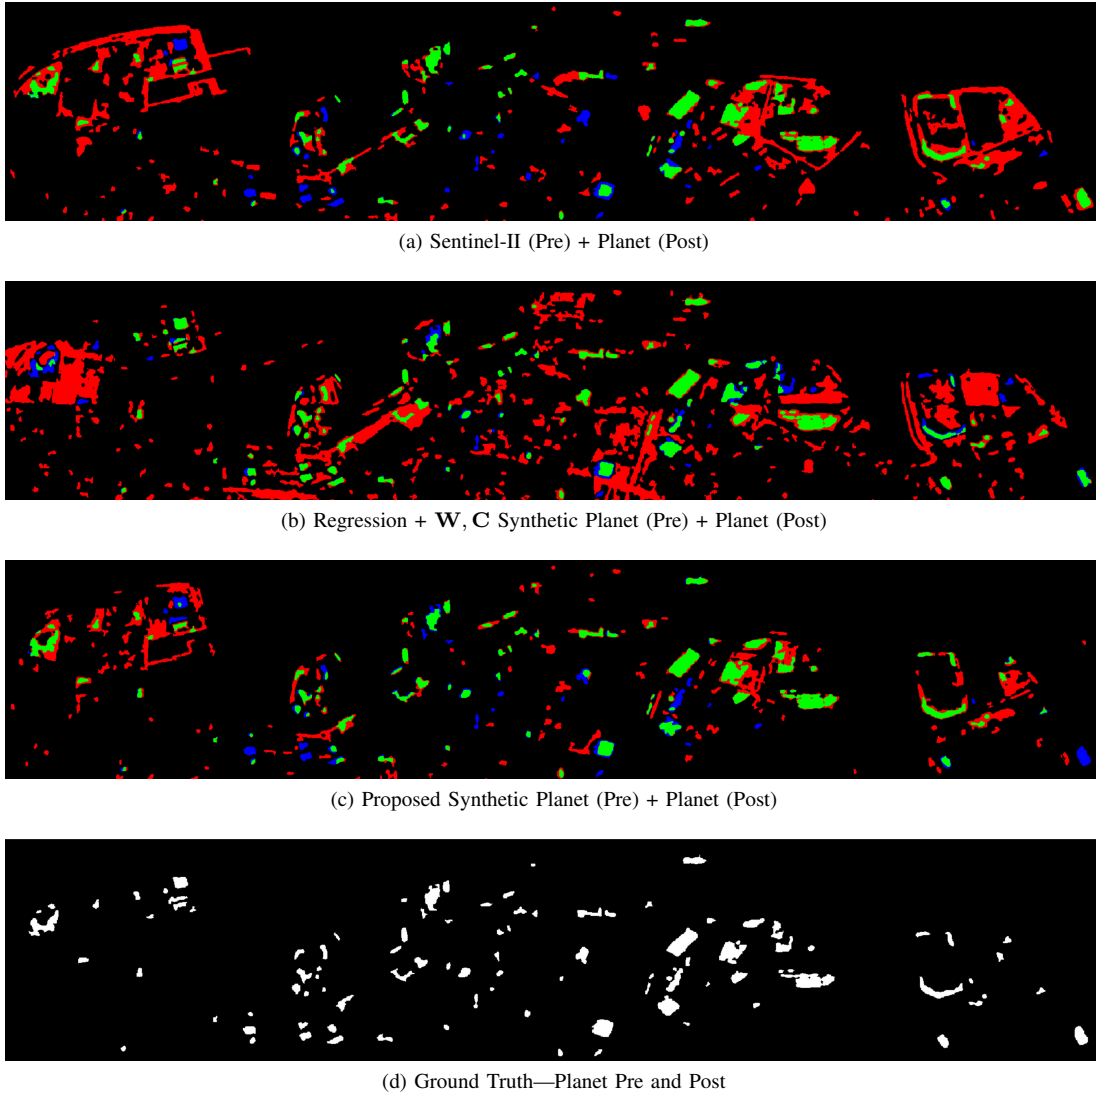 (a) Sentinel-II (Pre) + Planet (Post)
(b) Regression + W, C Synthetic Planet (Pre) + Planet (Post)
(c) Proposed Synthetic Planet (Pre) + Planet (Post)
(d) Ground Truth—Planet Pre and Post